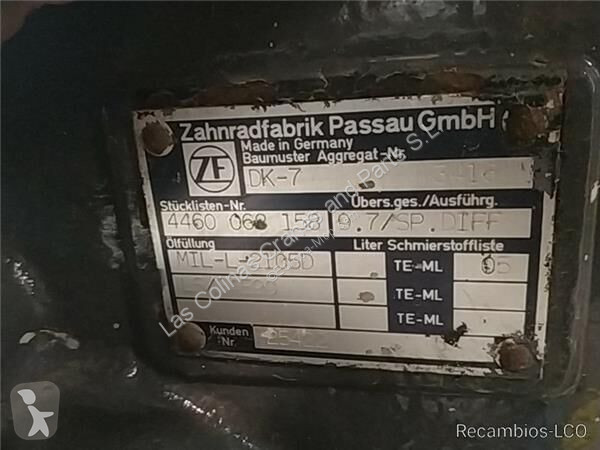 Zahnradfabrik Passau GmbH
ZF
Made in Germany
Baumuster Aggregat-Nr.
DK-7
Stücklisten-Nr. Übers.ges./Ausführg.
4460 068 158 9.7/SP.DIFF
Ölfüllung Liter Schmierstoffliste
MIL-L-2105D TE-ML 05
TE-ML
TE-ML
Kunden
Nr.
Las Colinas Cranes and Parts S.L.
Recambios-LCO